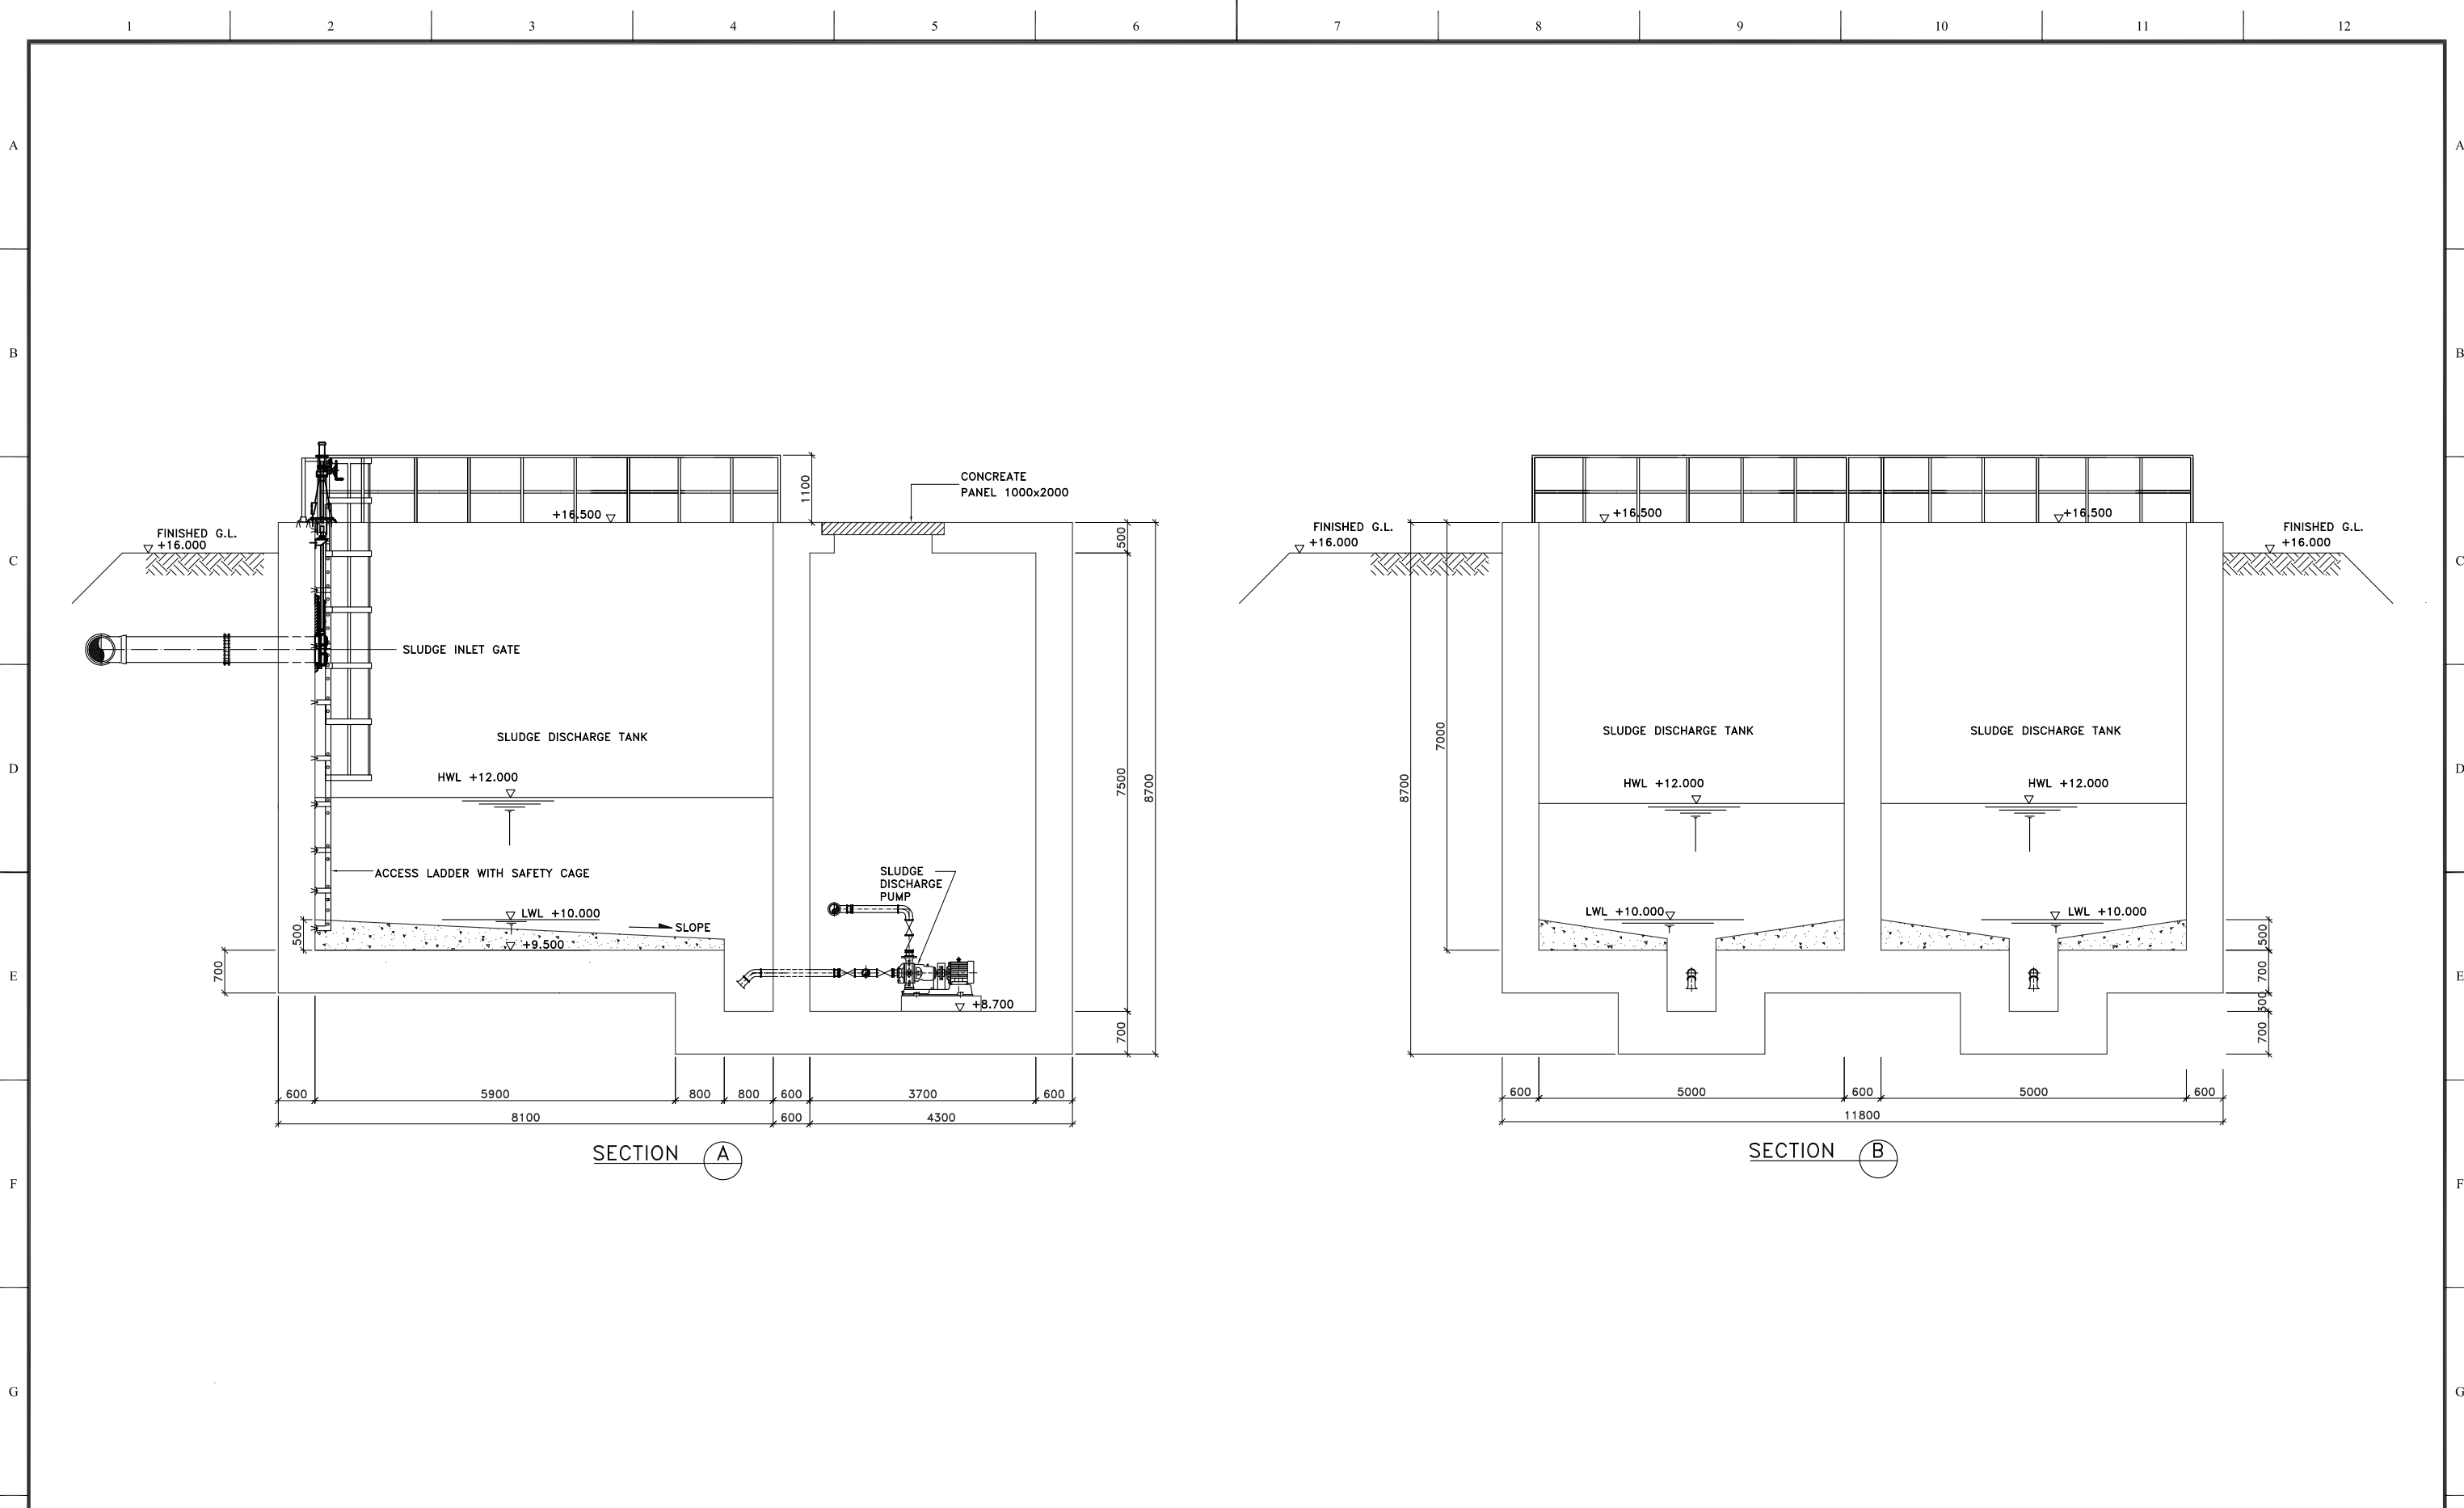 1 2 3 4 5 6 7 8 9 10 11 12
A A
B B
C C
D D
E E
F F
G G
1100
CONCREATE
PANEL 1000x2000
+16.500
FINISHED G.L.
+16.000
500
SLUDGE INLET GATE
SLUDGE DISCHARGE TANK
HWL +12.000
7500
8700
ACCESS LADDER WITH SAFETY CAGE
SLUDGE
DISCHARGE
PUMP
LWL +10.000
SLOPE
500
+9.500
700
+8.700
700
600 5900 800 800 600 3700 600
8100 600 4300
SECTION A
+16.500 +16.500
FINISHED G.L.
+16.000
FINISHED G.L.
+16.000
7000
8700
SLUDGE DISCHARGE TANK SLUDGE DISCHARGE TANK
HWL +12.000 HWL +12.000
LWL +10.000 LWL +10.000
500
700
300
700
600 5000 600 5000 600
11800
SECTION B